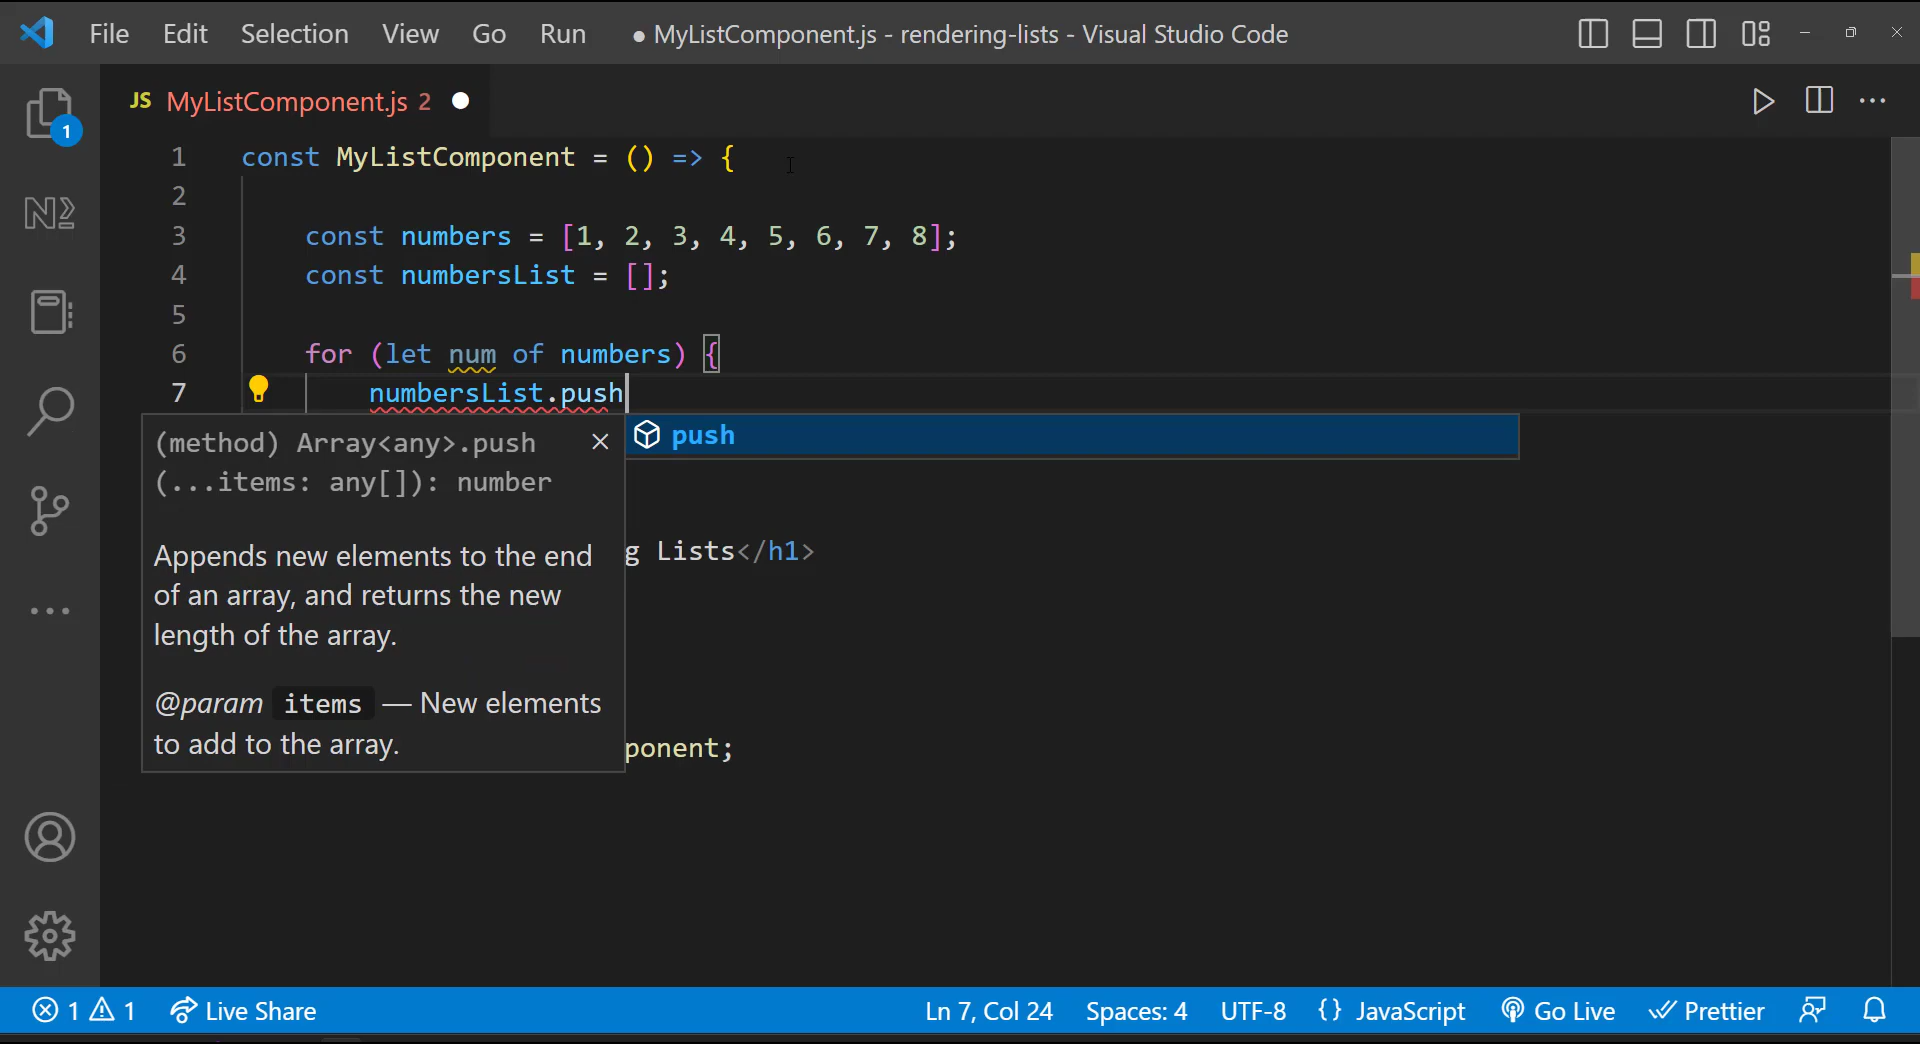 File Edit Selection View Go Run ● MyListComponent.js - rendering-lists - Visual Studio Code
JS MyListComponent.js 2
1
1 const MyListComponent = () => {
2
3 const numbers = [1, 2, 3, 4, 5, 6, 7, 8];
4 const numbersList = [];
5
6 for (let num of numbers) {
7 numbersList.push
push
(method) Array<any>.push
(...items: any[]): number
g Lists</h1>
Appends new elements to the end
of an array, and returns the new
length of the array.
@param items — New elements
to add to the array.
ponent;
1 1 Live Share Ln 7, Col 24 Spaces: 4 UTF-8 {} JavaScript Go Live Prettier